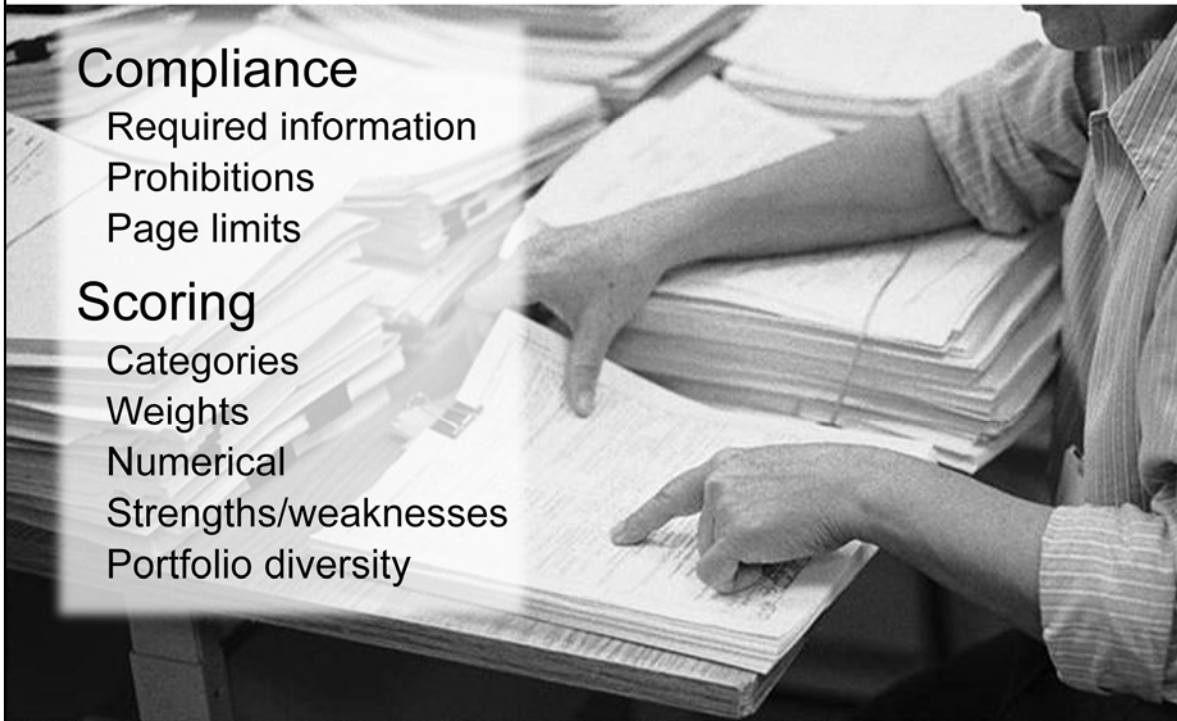 Compliance
Required information
Prohibitions
Page limits
Scoring
Categories
Weights
Numerical
Strengths/weaknesses
Portfolio diversity